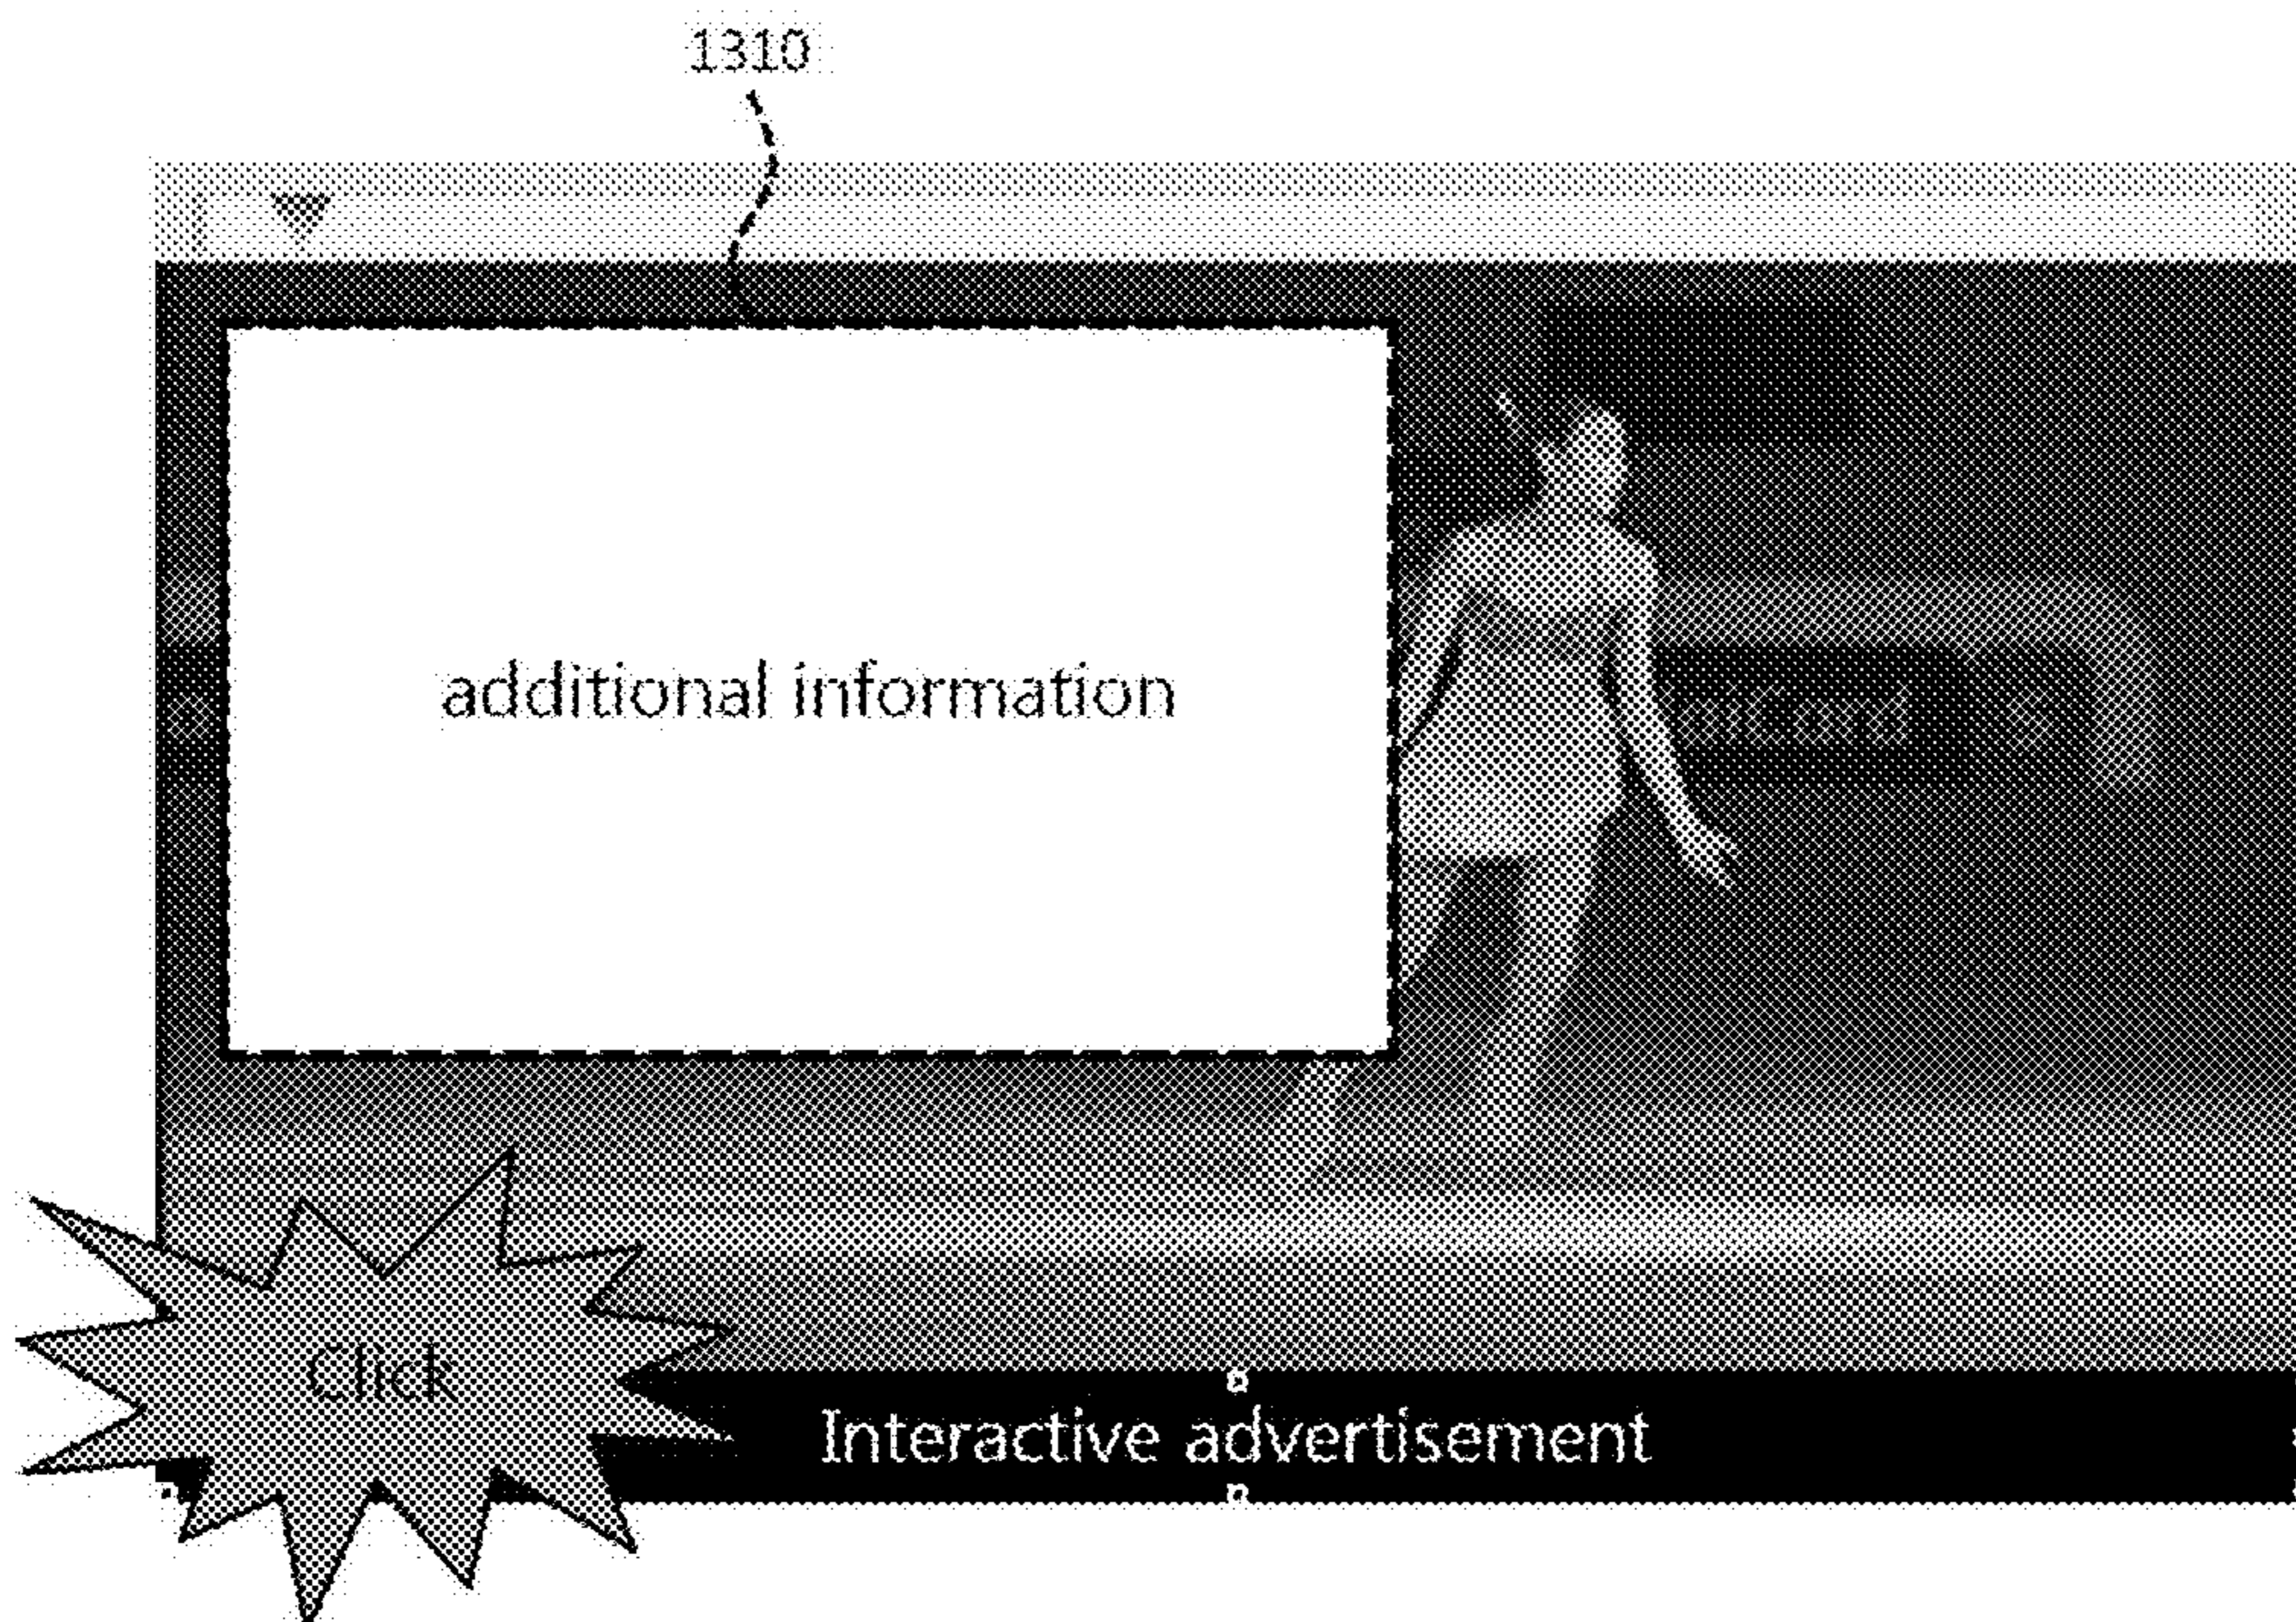 1310
additional information
Click
Interactive advertisement